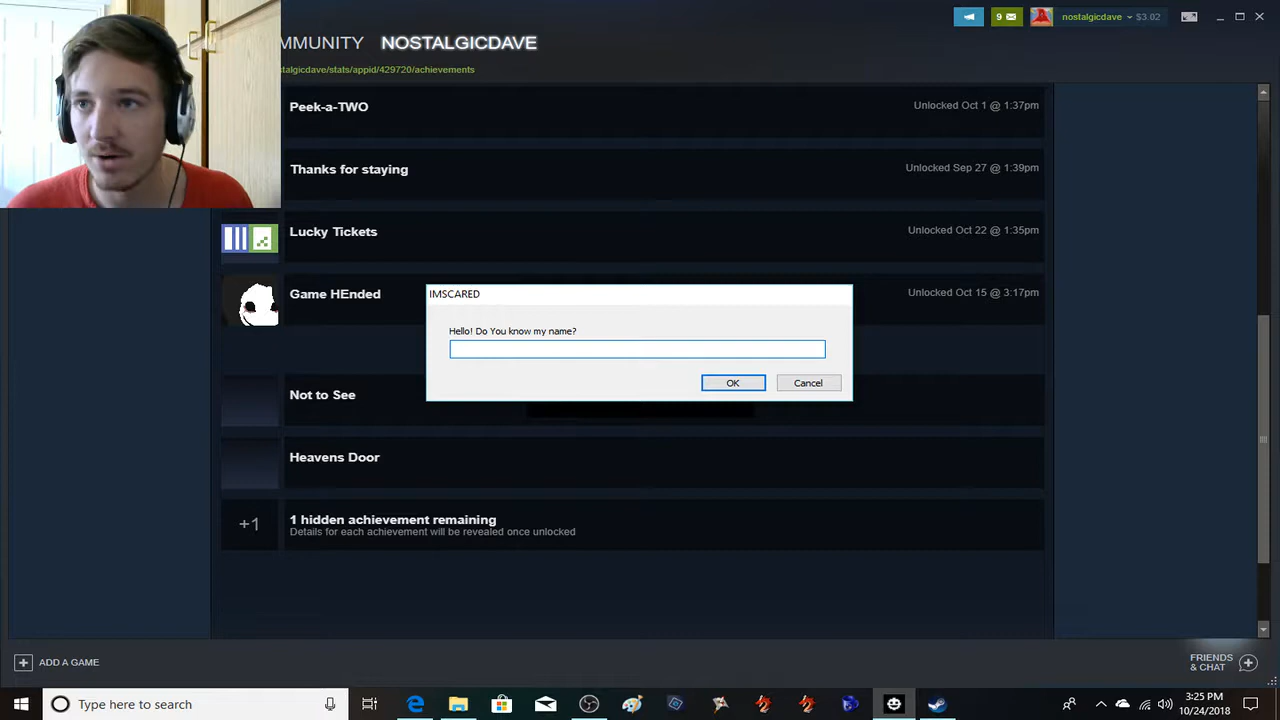 9
nostalgicdave
$3.02
MMUNITY NOSTALGICDAVE
stalgicdave/stats/appid/429720/achievements
Peek-a-TWO
Unlocked Oct 1 @ 1:37pm
Thanks for staying
Unlocked Sep 27 @ 1:39pm
Lucky Tickets
Unlocked Oct 22 @ 1:35pm
Game HEnded
Unlocked Oct 15 @ 3:17pm
IMSCARED
Hello! Do You know my name?
OK Cancel
Not to See
Heavens Door
+1
1 hidden achievement remaining
Details for each achievement will be revealed once unlocked
ADD A GAME
FRIENDS
& CHAT
Type here to search
3:25 PM
10/24/2018